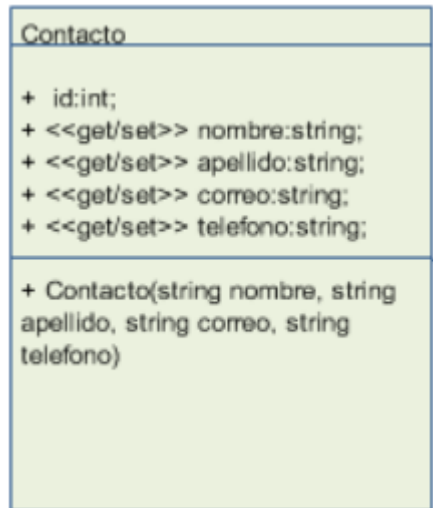 Contacto
+ id:int;
+ <<get/set>> nombre:string;
+ <<get/set>> apellido:string;
+ <<get/set>> correo:string;
+ <<get/set>> telefono:string;
+ Contacto(string nombre, string
apellido, string correo, string
telefono)